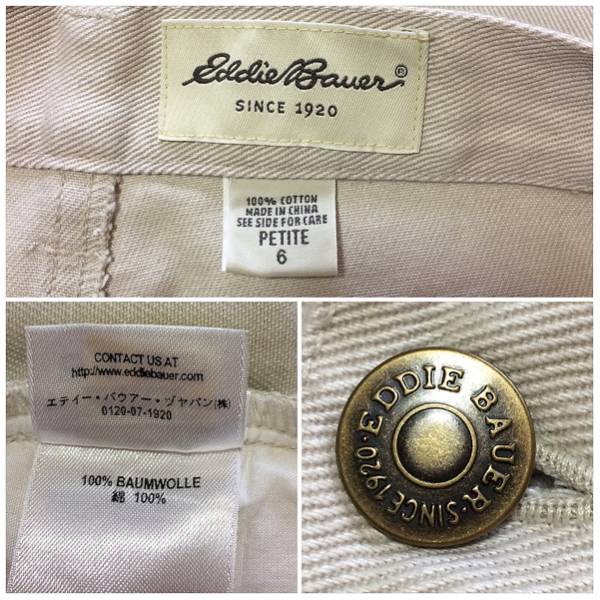 Eddie Bauer®
SINCE 1920
100% COTTON
MADE IN CHINA
SEE SIDE FOR CARE
PETITE
6
CONTACT US AT
http://www.eddiebauer.com
エディー・バウアー・ジャパン(株)
0120-07-1920
100% BAUMWOLLE
綿 100%
EDDIE BAUER · SINCE 1920 ·